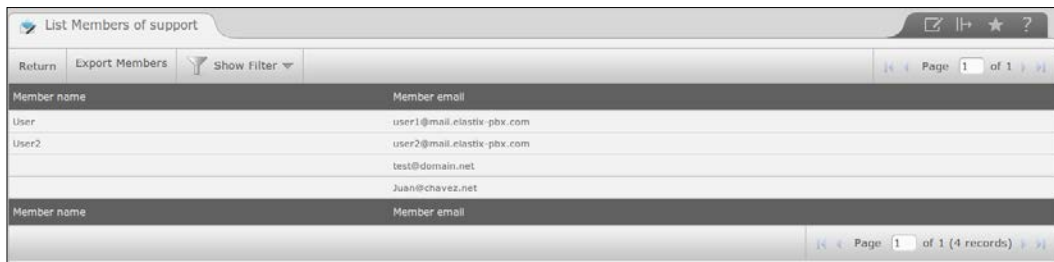 List Members of support ?
Return Export Members Show Filter Page 1 of 1
Member name Member email
User user1@mail.elastix-pbx.com
User2 user2@mail.elastix-pbx.com
test@domain.net
Juan@chavez.net
Member name Member email
Page 1 of 1 (4 records)